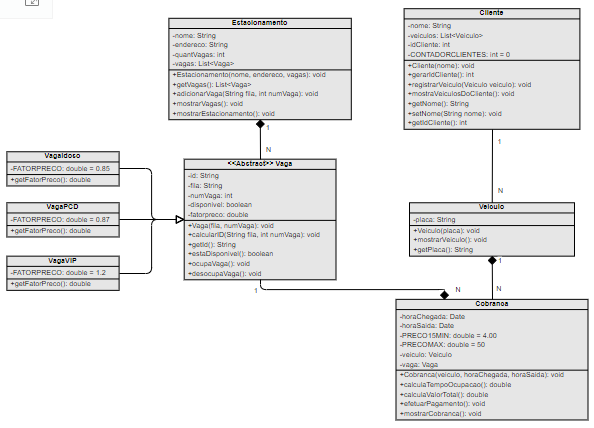 Estacionamento
-nome: String
-endereco: String
-quantVagas: int
-vagas: List<Vaga>
+Estacionamento(nome, endereco, vagas): void
+getVagas(): List<Vaga>
+adicionarVaga(String fila, int numVaga): void
+mostrarVagas(): void
+mostrarEstacionamento(): void
1
N
Cliente
-nome: String
-veiculos: List<Veiculo>
-idCliente: int
-CONTADORCLIENTES: int = 0
+Cliente(nome): void
+gerarIdCliente(): int
+registrarVeiculo(Veiculo veiculo): void
+mostraVeiculosDoCliente(): void
+getNome(): String
+setNome(String nome): void
+getIdCliente(): int
1
N
VagaIdoso
-FATORPRECO: double = 0.85
+getFatorPreco(): double
VagaPCD
-FATORPRECO: double = 0.87
+getFatorPreco(): double
VagaVIP
-FATORPRECO: double = 1.2
+getFatorPreco(): double
<<Abstract>> Vaga
-id: String
-fila: String
-numVaga: int
-disponivel: boolean
-fatorpreco: double
+Vaga(fila, numVaga): void
+calcularID(String fila, int numVaga): void
+getId(): String
+estaDisponivel(): boolean
+ocupaVaga(): void
+desocupaVaga(): void
1
N
Veiculo
-placa: String
+Veiculo(placa): void
+mostrarVeiculo(): void
+getPlaca(): String
1
N
Cobranca
-horaChegada: Date
-horaSaida: Date
-PRECO15MIN: double = 4.00
-PRECOMAX: double = 50
-veiculo: Veiculo
-vaga: Vaga
+Cobranca(veiculo, horaChegada, horaSaida): void
+calculaTempoOcupacao(): double
+calculaValorTotal(): double
+efetuarPagamento(): void
+mostrarCobranca(): void